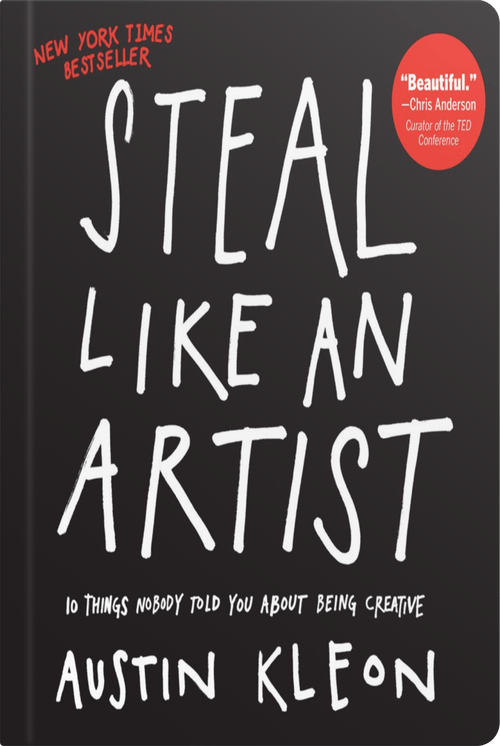 NEW YORK TIMES
BESTSELLER
“Beautiful.”
—Chris Anderson
Curator of the TED
Conference
STEAL
LIKE AN
ARTIST
10 THINGS NOBODY TOLD YOU ABOUT BEING CREATIVE
AUSTIN KLEON